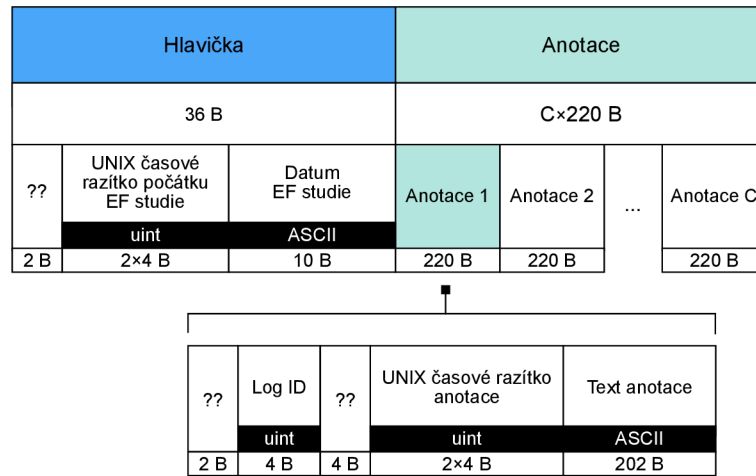 Hlavička
Anotace
36 B
C×220 B
??
UNIX časové
razítko počátku
EF studie
Datum
EF studie
Anotace 1
Anotace 2
...
Anotace C
uint
ASCII
2 B
2×4 B
10 B
220 B
220 B
220 B
??
Log ID
??
UNIX časové razítko
anotace
Text anotace
uint
uint
ASCII
2 B
4 B
4 B
2×4 B
202 B